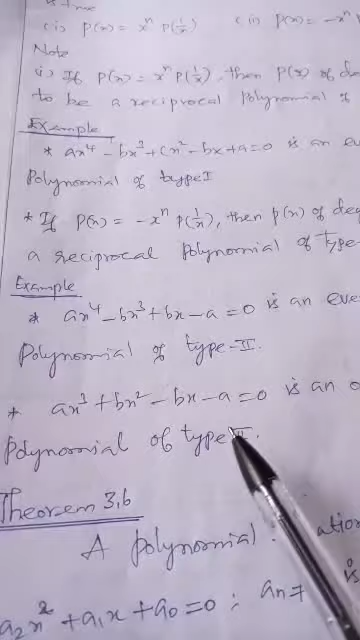 (i) P(x) = xⁿ P(1/x) (ii) P(x) = -xⁿ
Note
(i) If P(x) = xⁿ P(1/x), then P(x) of de
to be a reciprocal Polynomial of
Example
* ax⁴ - bx³ + cx² - bx + a = 0 is an
Polynomial of type I
* If P(x) = -xⁿ P(1/x), then p(x) of deg
a reciprocal Polynomial of type
Example
* ax⁴ - bx³ + bx - a = 0 is an eve
Polynomial of type-II.
* ax³ + bx² - bx - a = 0 is an o
Polynomial of type II.
Theorem 3.6
A Polynomial
a₂x² + a₁x + a₀ = 0 ; aₙ ≠ is